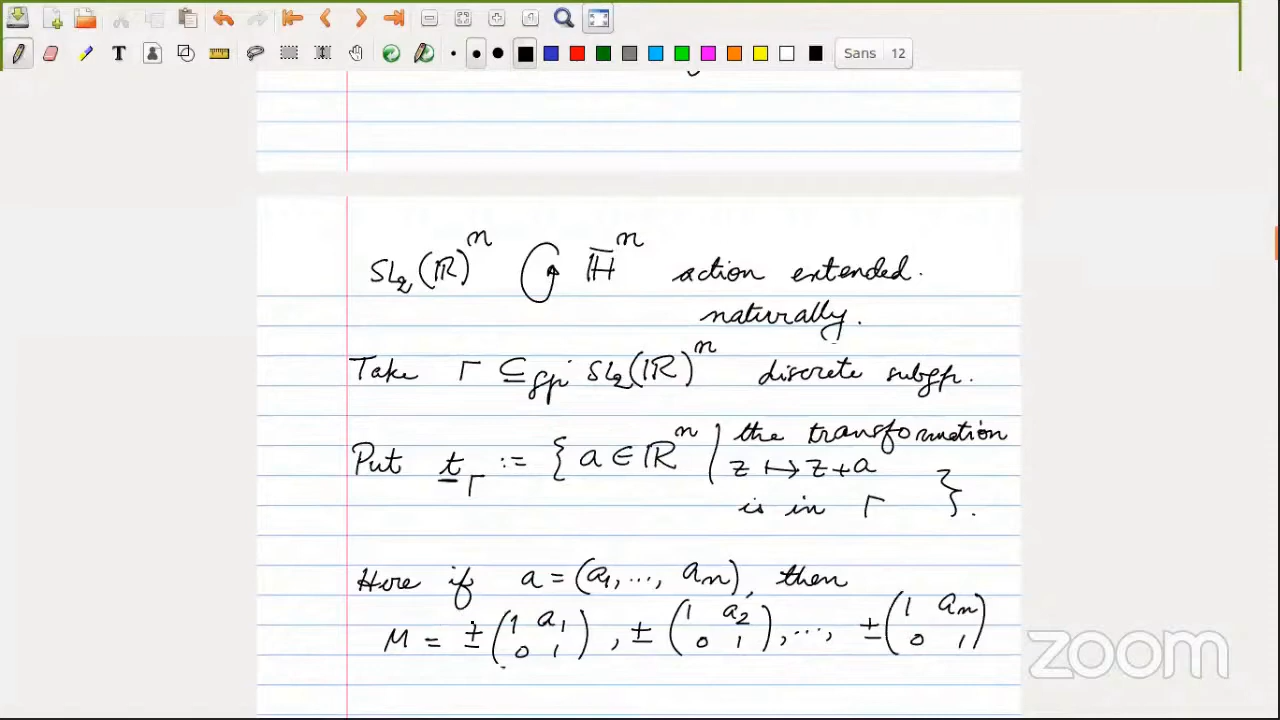 Sans 12
SL₂(ℝ)ⁿ ↻ H̄ⁿ action extended.
naturally.
Take Γ ⊆gp SL₂(ℝ)ⁿ discrete subgp.
Put t_Γ := { a ∈ ℝⁿ | the transformation
z ↦ z + a
is in Γ }.
Here if a = (a₁, ..., aₙ), then
M = ± (1 a₁; 0 1), ± (1 a₂; 0 1), ..., ± (1 aₙ; 0 1)
zoom